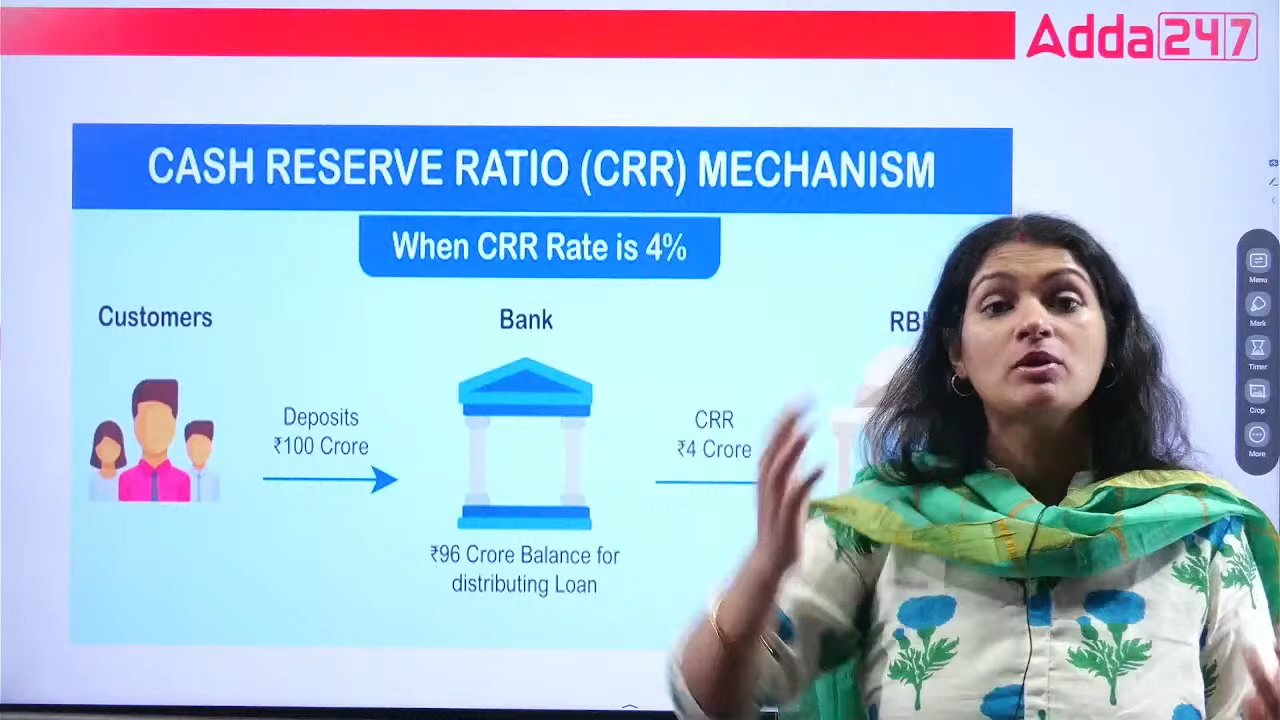 Adda247
CASH RESERVE RATIO (CRR) MECHANISM
When CRR Rate is 4%
Customers
Bank
RB
Deposits
₹100 Crore
CRR
₹4 Crore
₹96 Crore Balance for
distributing Loan
Menu
Mark
Timer
Crop
More